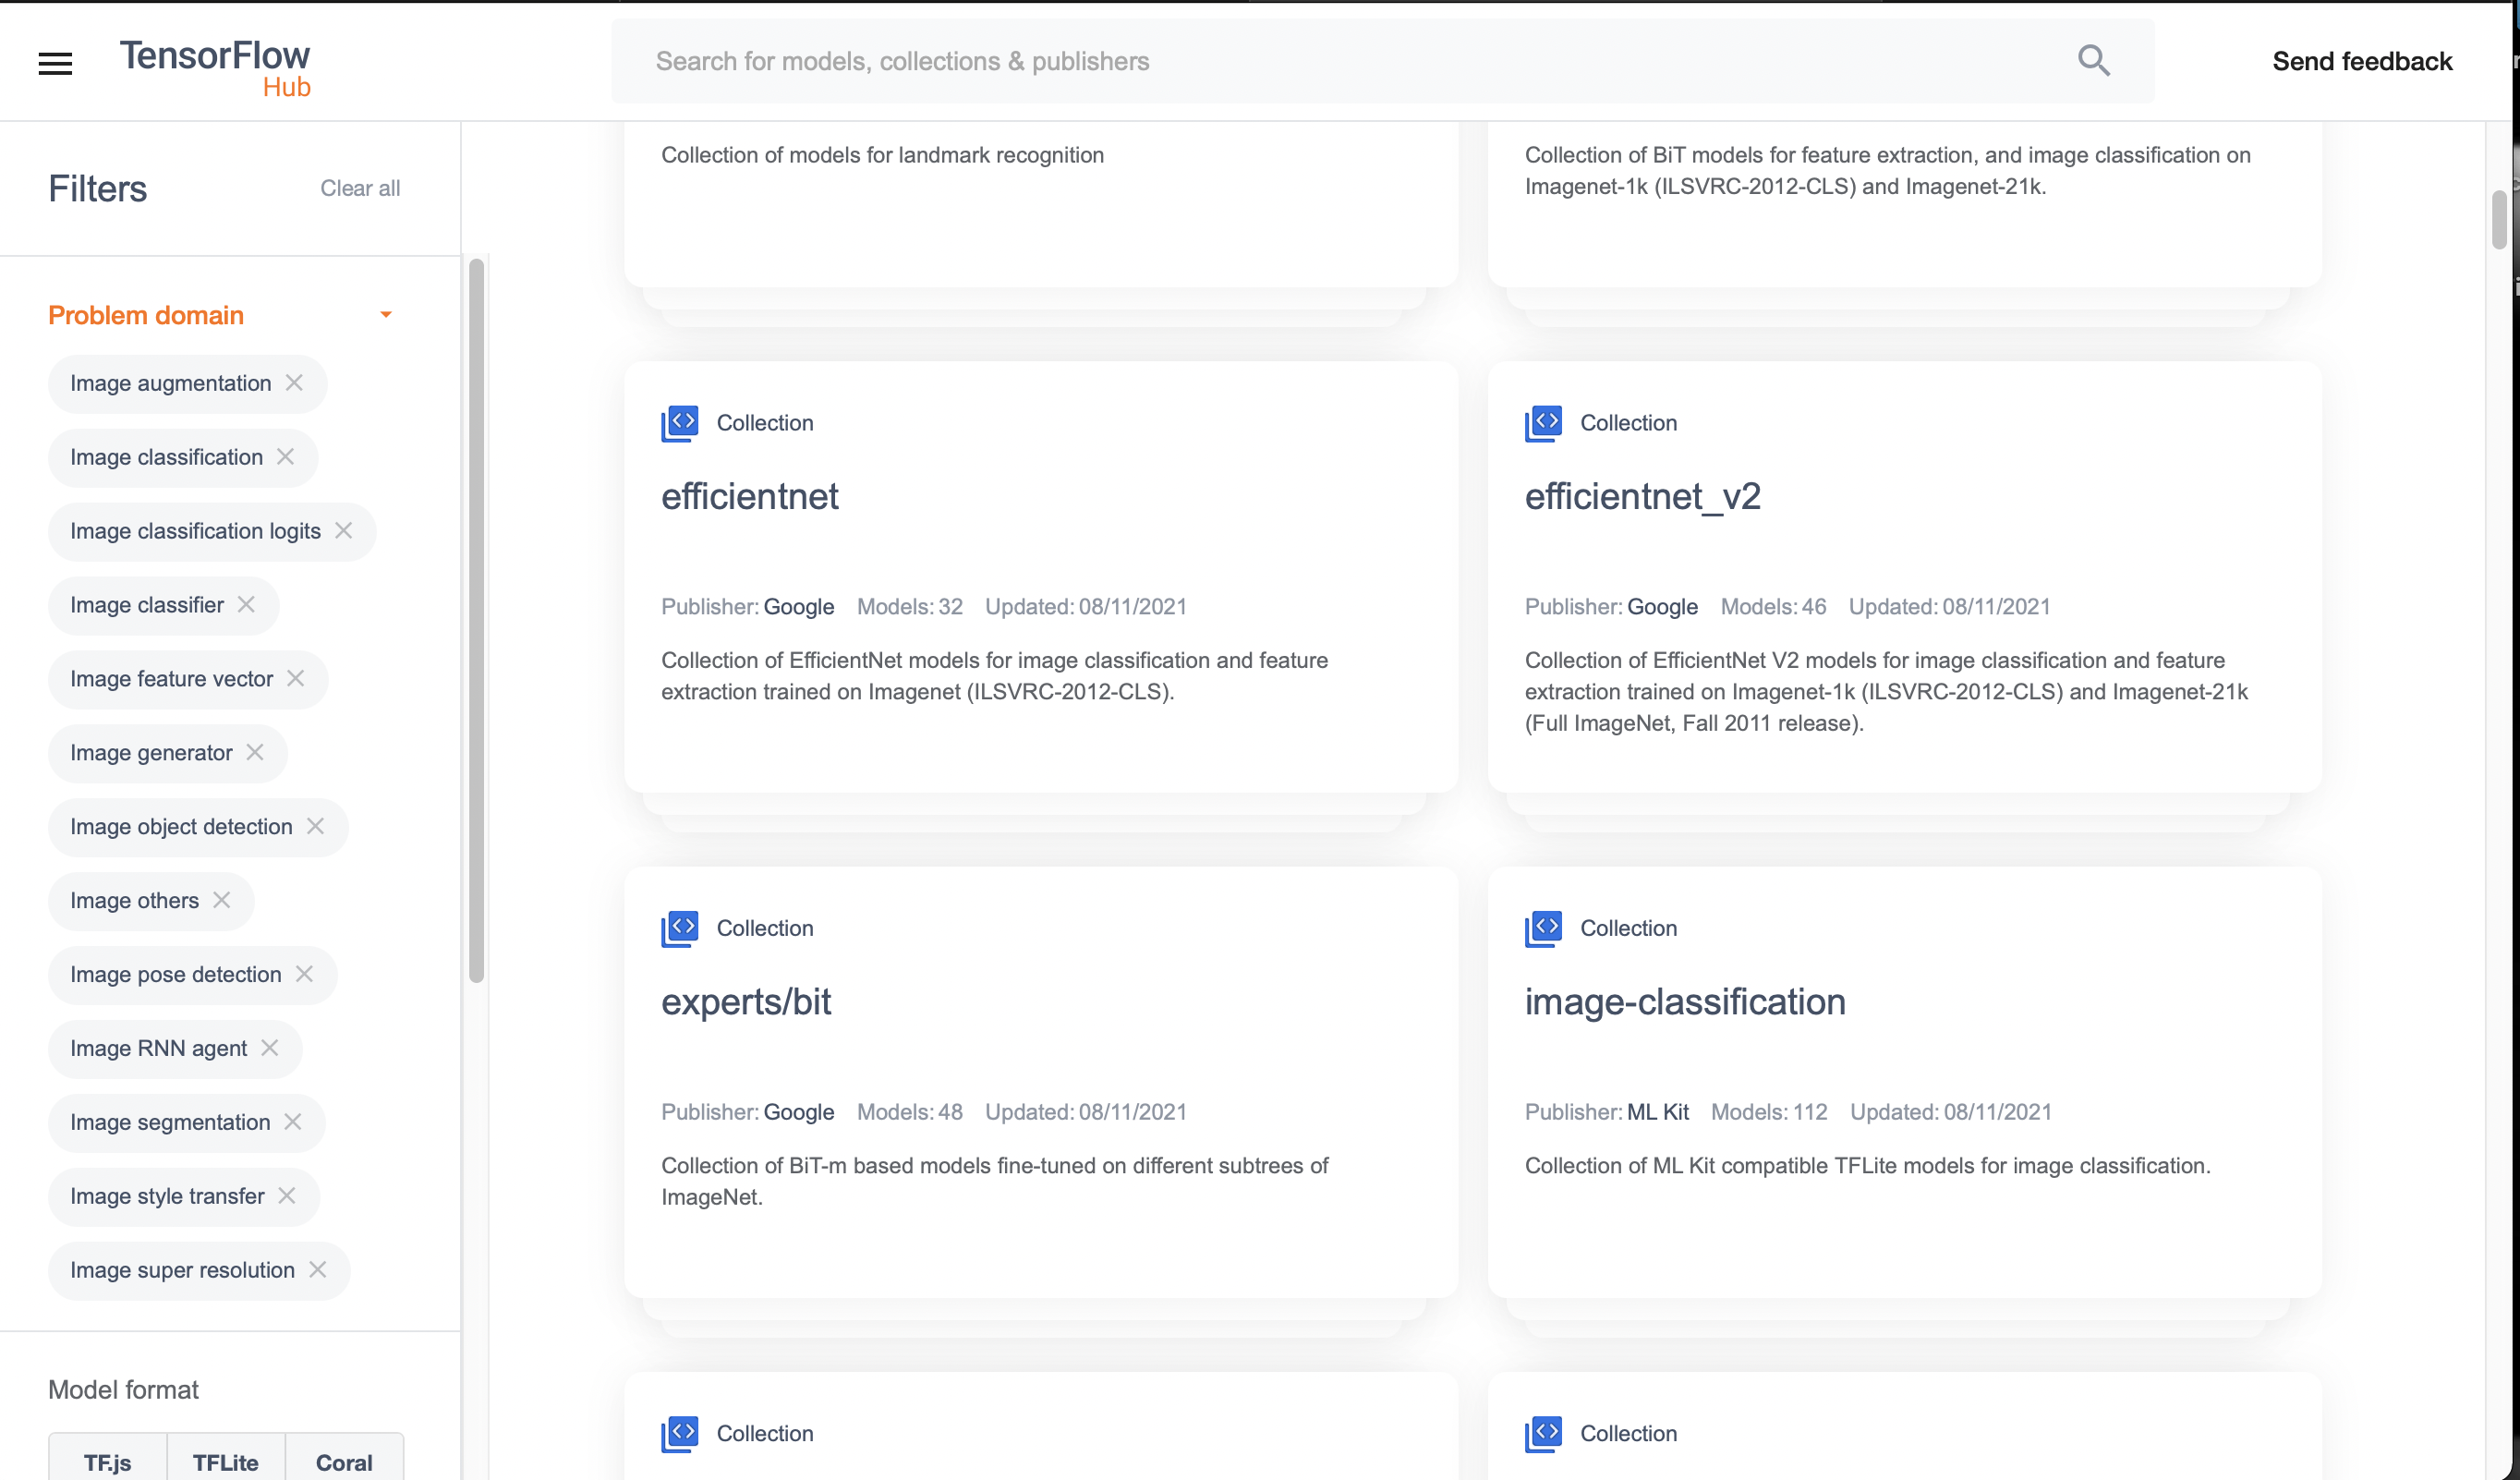 TensorFlow
Hub
Search for models, collections & publishers
Send feedback
Filters
Clear all
Problem domain
Image augmentation
Image classification
Image classification logits
Image classifier
Image feature vector
Image generator
Image object detection
Image others
Image pose detection
Image RNN agent
Image segmentation
Image style transfer
Image super resolution
Model format
TF.js TFLite Coral
Collection of models for landmark recognition
Collection of BiT models for feature extraction, and image classification on
Imagenet-1k (ILSVRC-2012-CLS) and Imagenet-21k.
Collection
efficientnet
Publisher: Google Models: 32 Updated: 08/11/2021
Collection of EfficientNet models for image classification and feature
extraction trained on Imagenet (ILSVRC-2012-CLS).
Collection
efficientnet_v2
Publisher: Google Models: 46 Updated: 08/11/2021
Collection of EfficientNet V2 models for image classification and feature
extraction trained on Imagenet-1k (ILSVRC-2012-CLS) and Imagenet-21k
(Full ImageNet, Fall 2011 release).
Collection
experts/bit
Publisher: Google Models: 48 Updated: 08/11/2021
Collection of BiT-m based models fine-tuned on different subtrees of
ImageNet.
Collection
image-classification
Publisher: ML Kit Models: 112 Updated: 08/11/2021
Collection of ML Kit compatible TFLite models for image classification.
Collection
Collection